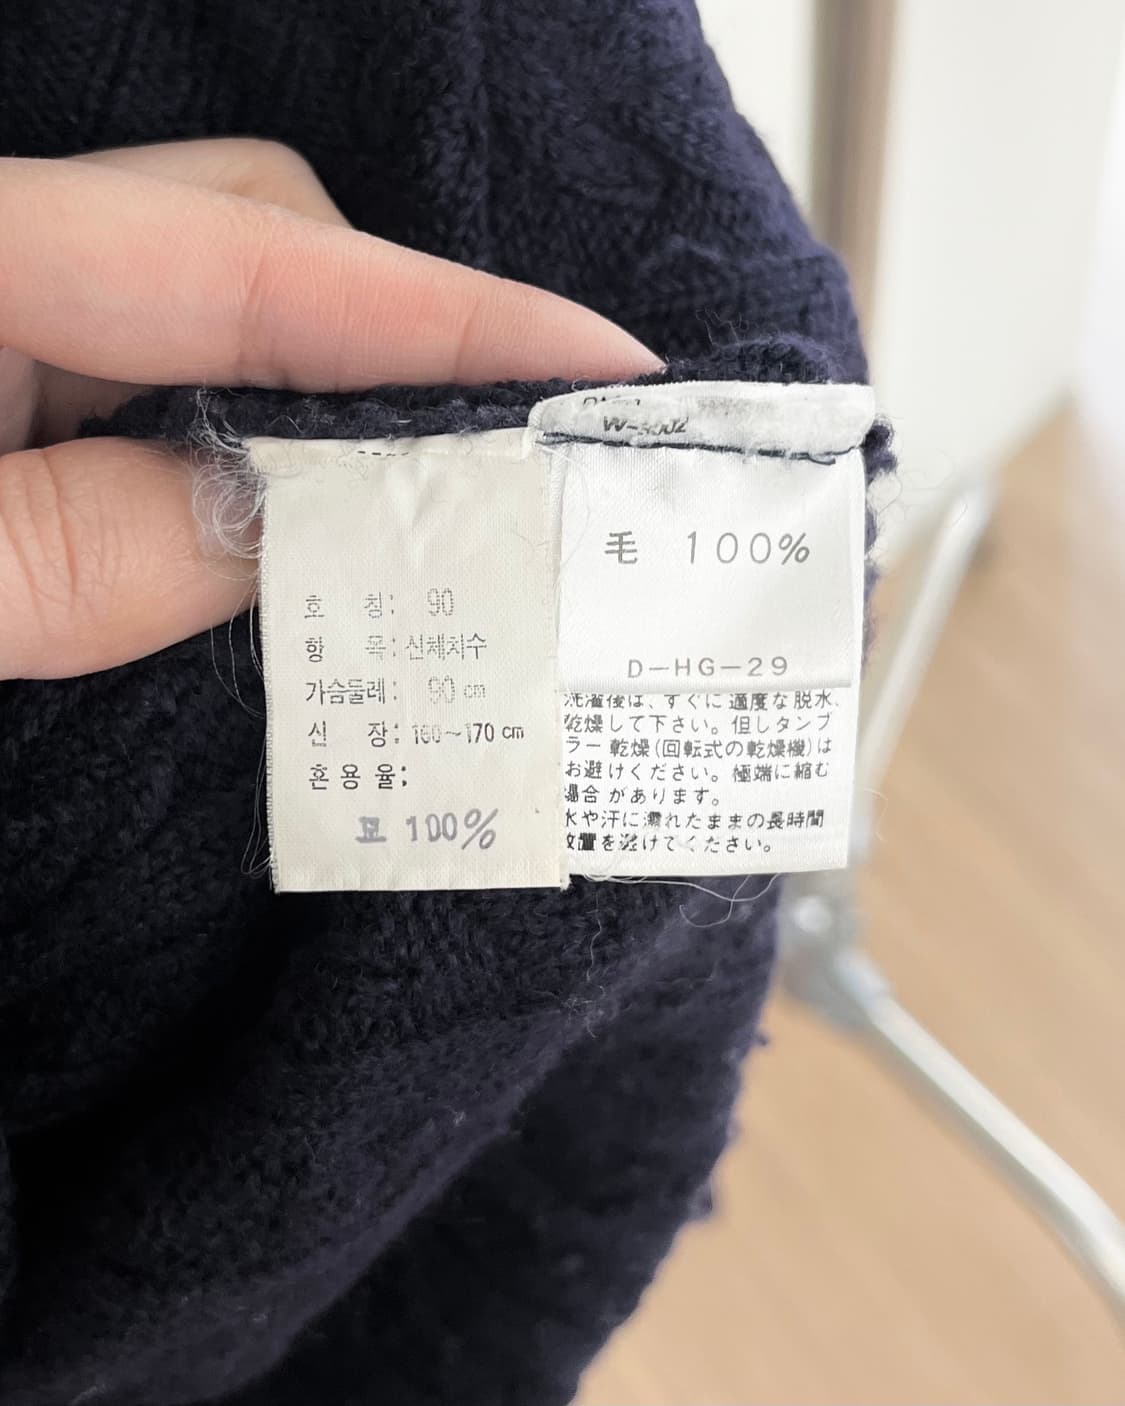 호 칭: 90
항 목: 신체치수
가슴둘레: 90 cm
신 장: 160~170 cm
혼용율;
모 100%
W-3002
毛 100%
D-HG-29
洗濯後は、すぐに適度な脱水、
乾燥して下さい。但しタンブ
ラー乾燥(回転式の乾燥機)は
お避けください。極端に縮む
場合があります。
水や汗に濡れたままの長時間
放置を避けてください。